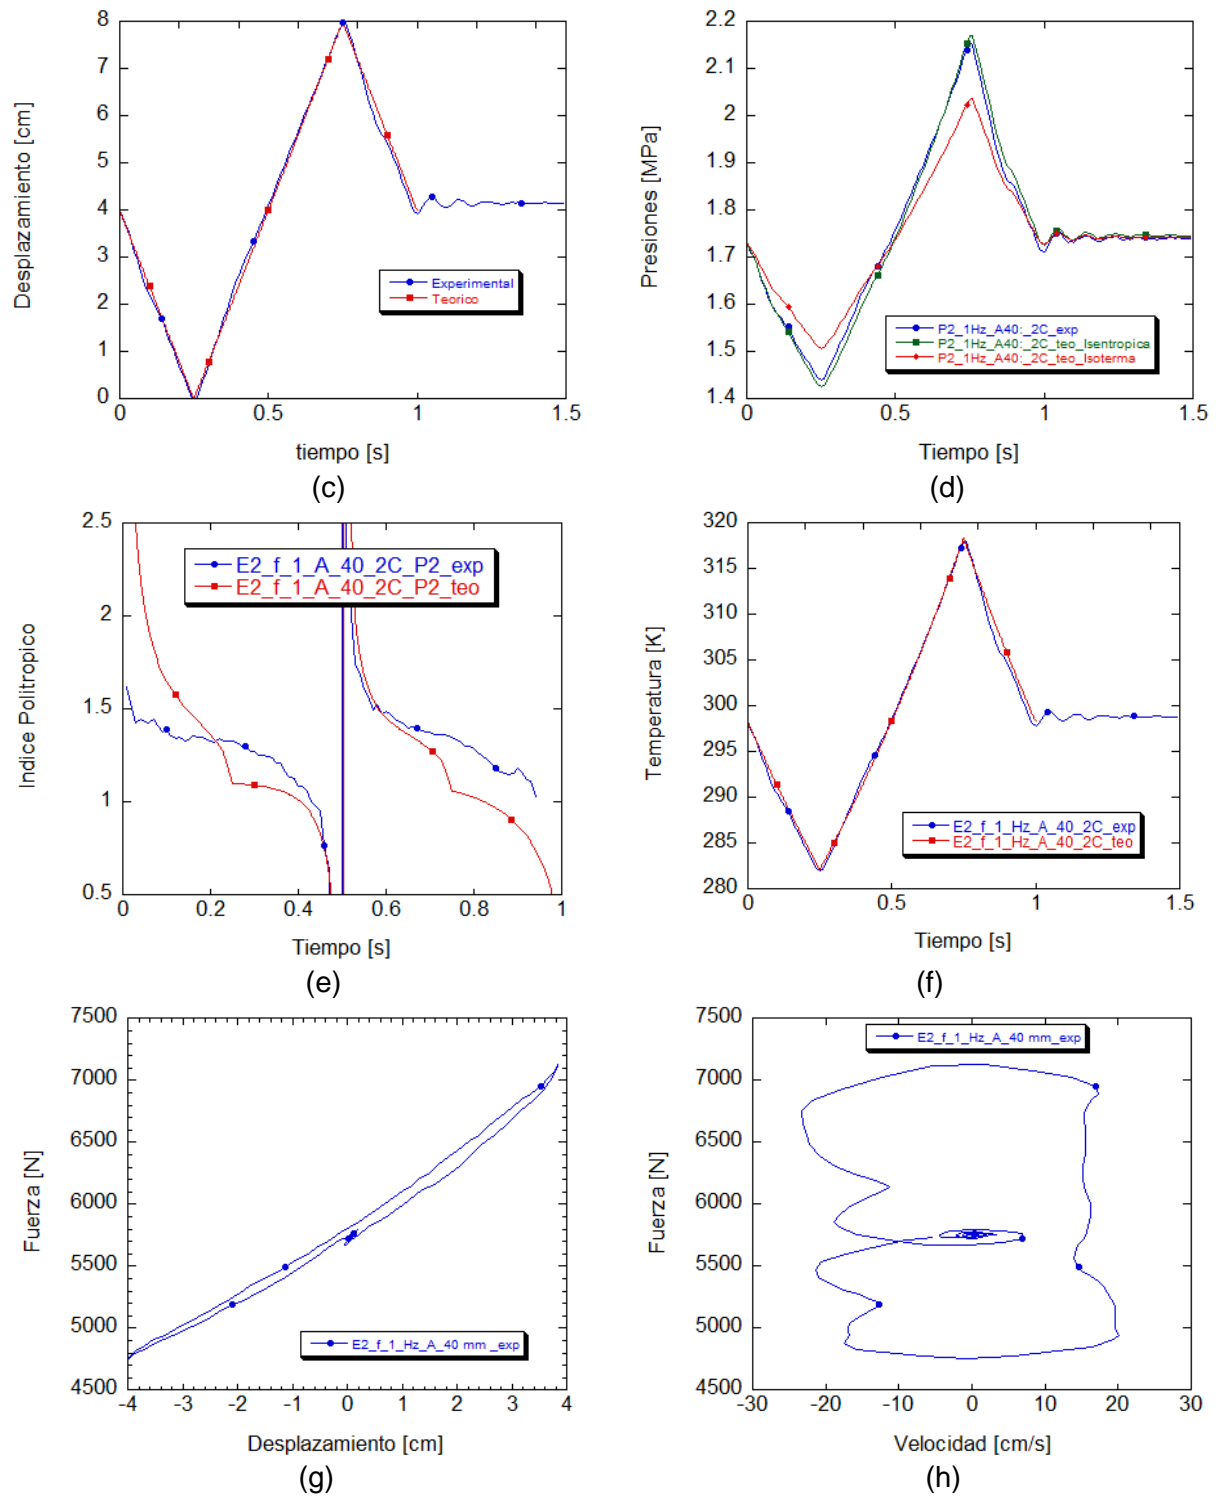 8
7
6
5
4
3
2
1
0
Desplazamiento [cm]
Experimental
Teorico
0
0.5
1
1.5
tiempo [s]
(c)
2.2
2.1
2
1.9
1.8
1.7
1.6
1.5
1.4
Presiones [MPa]
P2_1Hz_A40:_2C_exp
P2_1Hz_A40:_2C_teo_Isentropica
P2_1Hz_A40:_2C_teo_Isoterma
0
0.5
1
1.5
Tiempo [s]
(d)
2.5
2
1.5
1
0.5
Indice Politropico
E2_f_1_A_40_2C_P2_exp
E2_f_1_A_40_2C_P2_teo
0
0.2
0.4
0.6
0.8
1
Tiempo [s]
(e)
320
315
310
305
300
295
290
285
280
Temperatura [K]
E2_f_1_Hz_A_40_2C_exp
E2_f_1_Hz_A_40_2C_teo
0
0.5
1
1.5
Tiempo [s]
(f)
7500
7000
6500
6000
5500
5000
4500
Fuerza [N]
E2_f_1_Hz_A_40 mm _exp
-4
-3
-2
-1
0
1
2
3
4
Desplazamiento [cm]
(g)
7500
7000
6500
6000
5500
5000
4500
Fuerza [N]
E2_f_1_Hz_A_40 mm_exp
-30
-20
-10
0
10
20
30
Velocidad [cm/s]
(h)